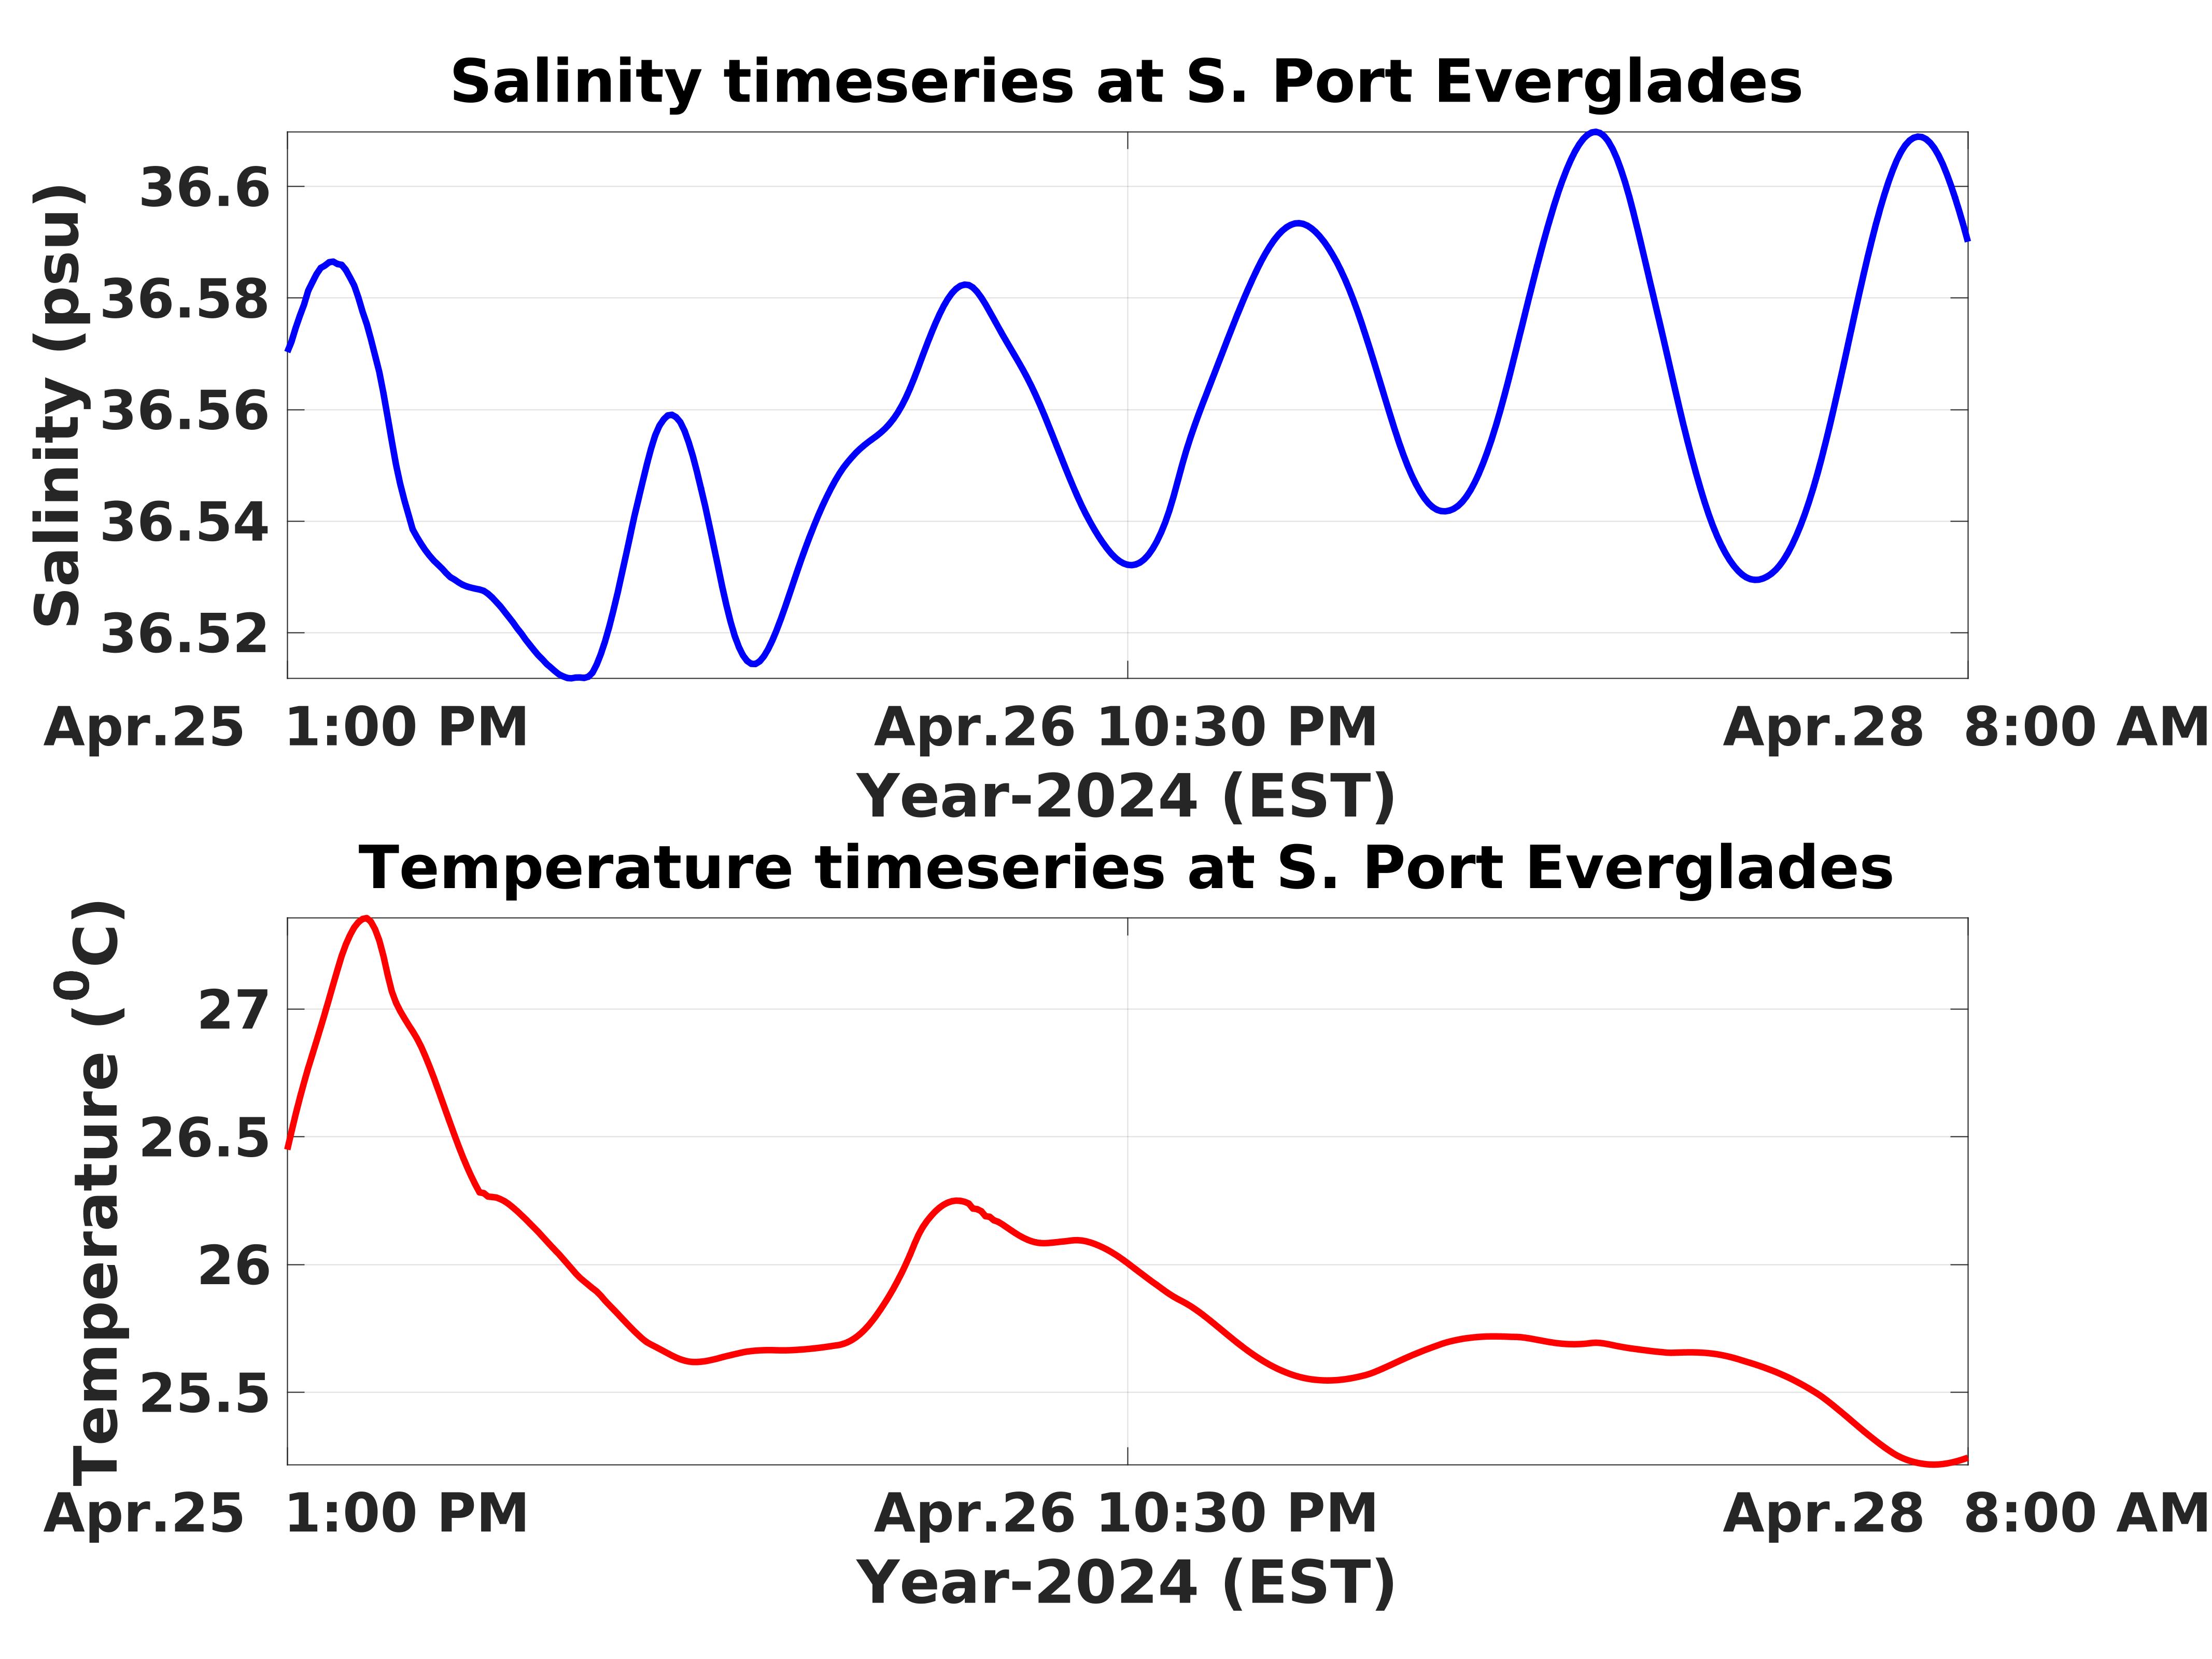 Salinity timeseries at S. Port Everglades
Salinity (psu)
36.6
36.58
36.56
36.54
36.52
Apr.25  1:00 PM
Apr.26 10:30 PM
Apr.28  8:00 AM
Year-2024 (EST)
Temperature timeseries at S. Port Everglades
Temperature (⁰C)
27
26.5
26
25.5
Apr.25  1:00 PM
Apr.26 10:30 PM
Apr.28  8:00 AM
Year-2024 (EST)